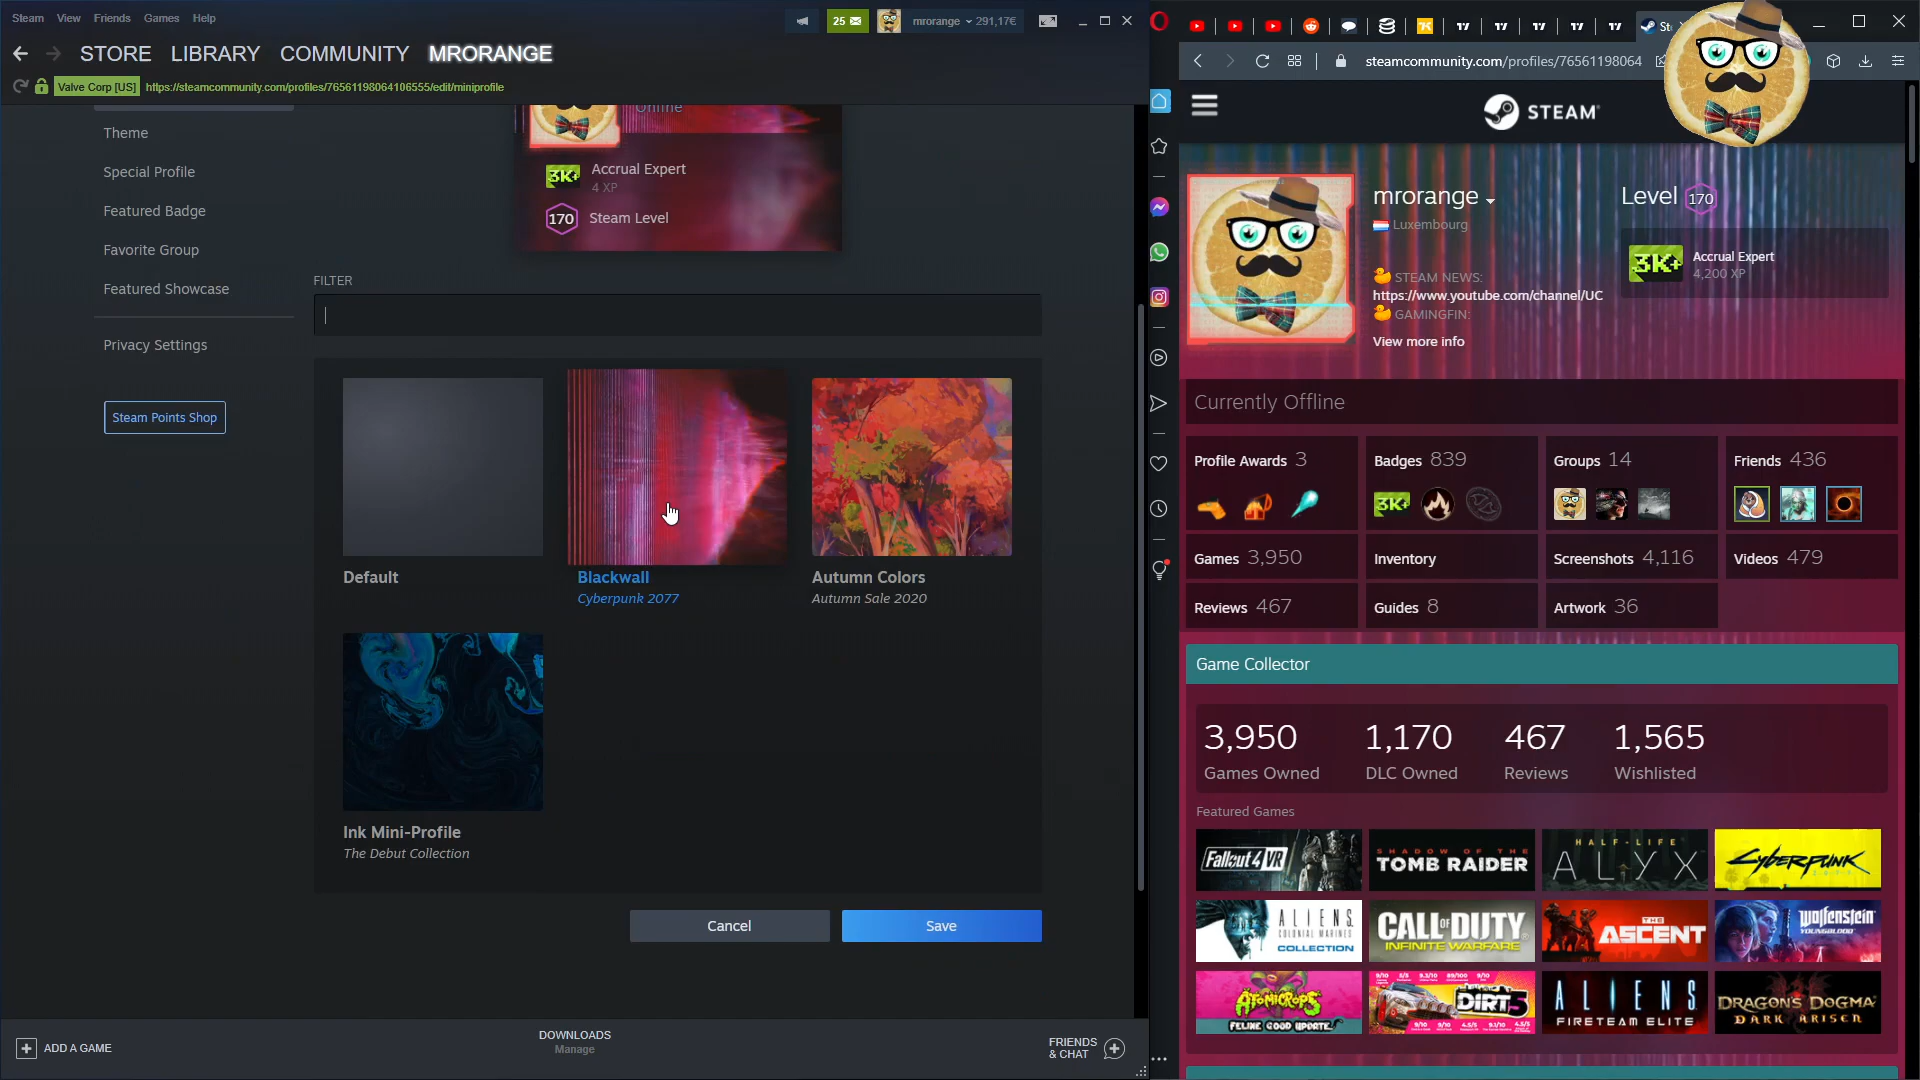 Steam View Friends Games Help
25
mrorange 291,17€
STORE LIBRARY COMMUNITY MRORANGE
Valve Corp [US] https://steamcommunity.com/profiles/76561198064106555/edit/miniprofile
Theme
Special Profile
Featured Badge
Favorite Group
Featured Showcase
Privacy Settings
Steam Points Shop
Online
3K+
Accrual Expert
4 XP
170 Steam Level
FILTER
Default
Blackwall
Cyberpunk 2077
Autumn Colors
Autumn Sale 2020
Ink Mini-Profile
The Debut Collection
Cancel
Save
ADD A GAME
DOWNLOADS
Manage
FRIENDS
& CHAT
St
steamcommunity.com/profiles/76561198064
STEAM
mrorange
Luxembourg
STEAM NEWS:
https://www.youtube.com/channel/UC
GAMINGFIN:
View more info
Level 170
3K+
Accrual Expert
4,200 XP
Currently Offline
Profile Awards 3
Badges 839
3K+
Groups 14
Friends 436
Games 3,950
Inventory
Screenshots 4,116
Videos 479
Reviews 467
Guides 8
Artwork 36
Game Collector
3,950 1,170 467 1,565
Games Owned DLC Owned Reviews Wishlisted
Featured Games
Fallout 4 VR
SHADOW OF THE
TOMB RAIDER
HALF-LIFE
ALYX
Cyberpunk
ALIENS
COLONIAL MARINES
COLLECTION
CALL OF DUTY
INFINITE WARFARE
THE
ASCENT
Wolfenstein
YOUNGBLOOD
ATOMICROPS
FELINE GOOD UPDATE
DIRT 5
ALIENS
FIRETEAM ELITE
DRAGON'S DOGMA
DARK ARISEN